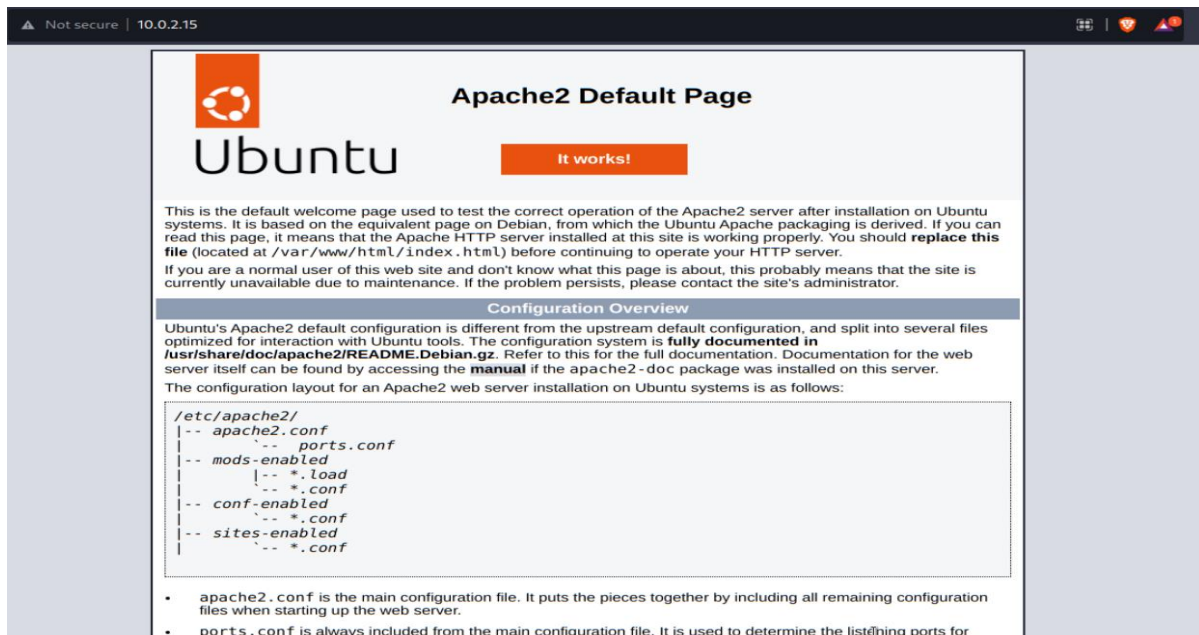 Not secure | 10.0.2.15
1
Apache2 Default Page
Ubuntu
It works!
This is the default welcome page used to test the correct operation of the Apache2 server after installation on Ubuntu
systems. It is based on the equivalent page on Debian, from which the Ubuntu Apache packaging is derived. If you can
read this page, it means that the Apache HTTP server installed at this site is working properly. You should replace this
file (located at /var/www/html/index.html) before continuing to operate your HTTP server.
If you are a normal user of this web site and don't know what this page is about, this probably means that the site is
currently unavailable due to maintenance. If the problem persists, please contact the site's administrator.
Configuration Overview
Ubuntu's Apache2 default configuration is different from the upstream default configuration, and split into several files
optimized for interaction with Ubuntu tools. The configuration system is fully documented in
/usr/share/doc/apache2/README.Debian.gz. Refer to this for the full documentation. Documentation for the web
server itself can be found by accessing the manual if the apache2-doc package was installed on this server.
The configuration layout for an Apache2 web server installation on Ubuntu systems is as follows:
/etc/apache2/
|-- apache2.conf
|       `--  ports.conf
|-- mods-enabled
|       |-- *.load
|       `-- *.conf
|-- conf-enabled
|       `-- *.conf
|-- sites-enabled
|       `-- *.conf
• apache2.conf is the main configuration file. It puts the pieces together by including all remaining configuration
files when starting up the web server.
• ports.conf is always included from the main configuration file. It is used to determine the listening ports for